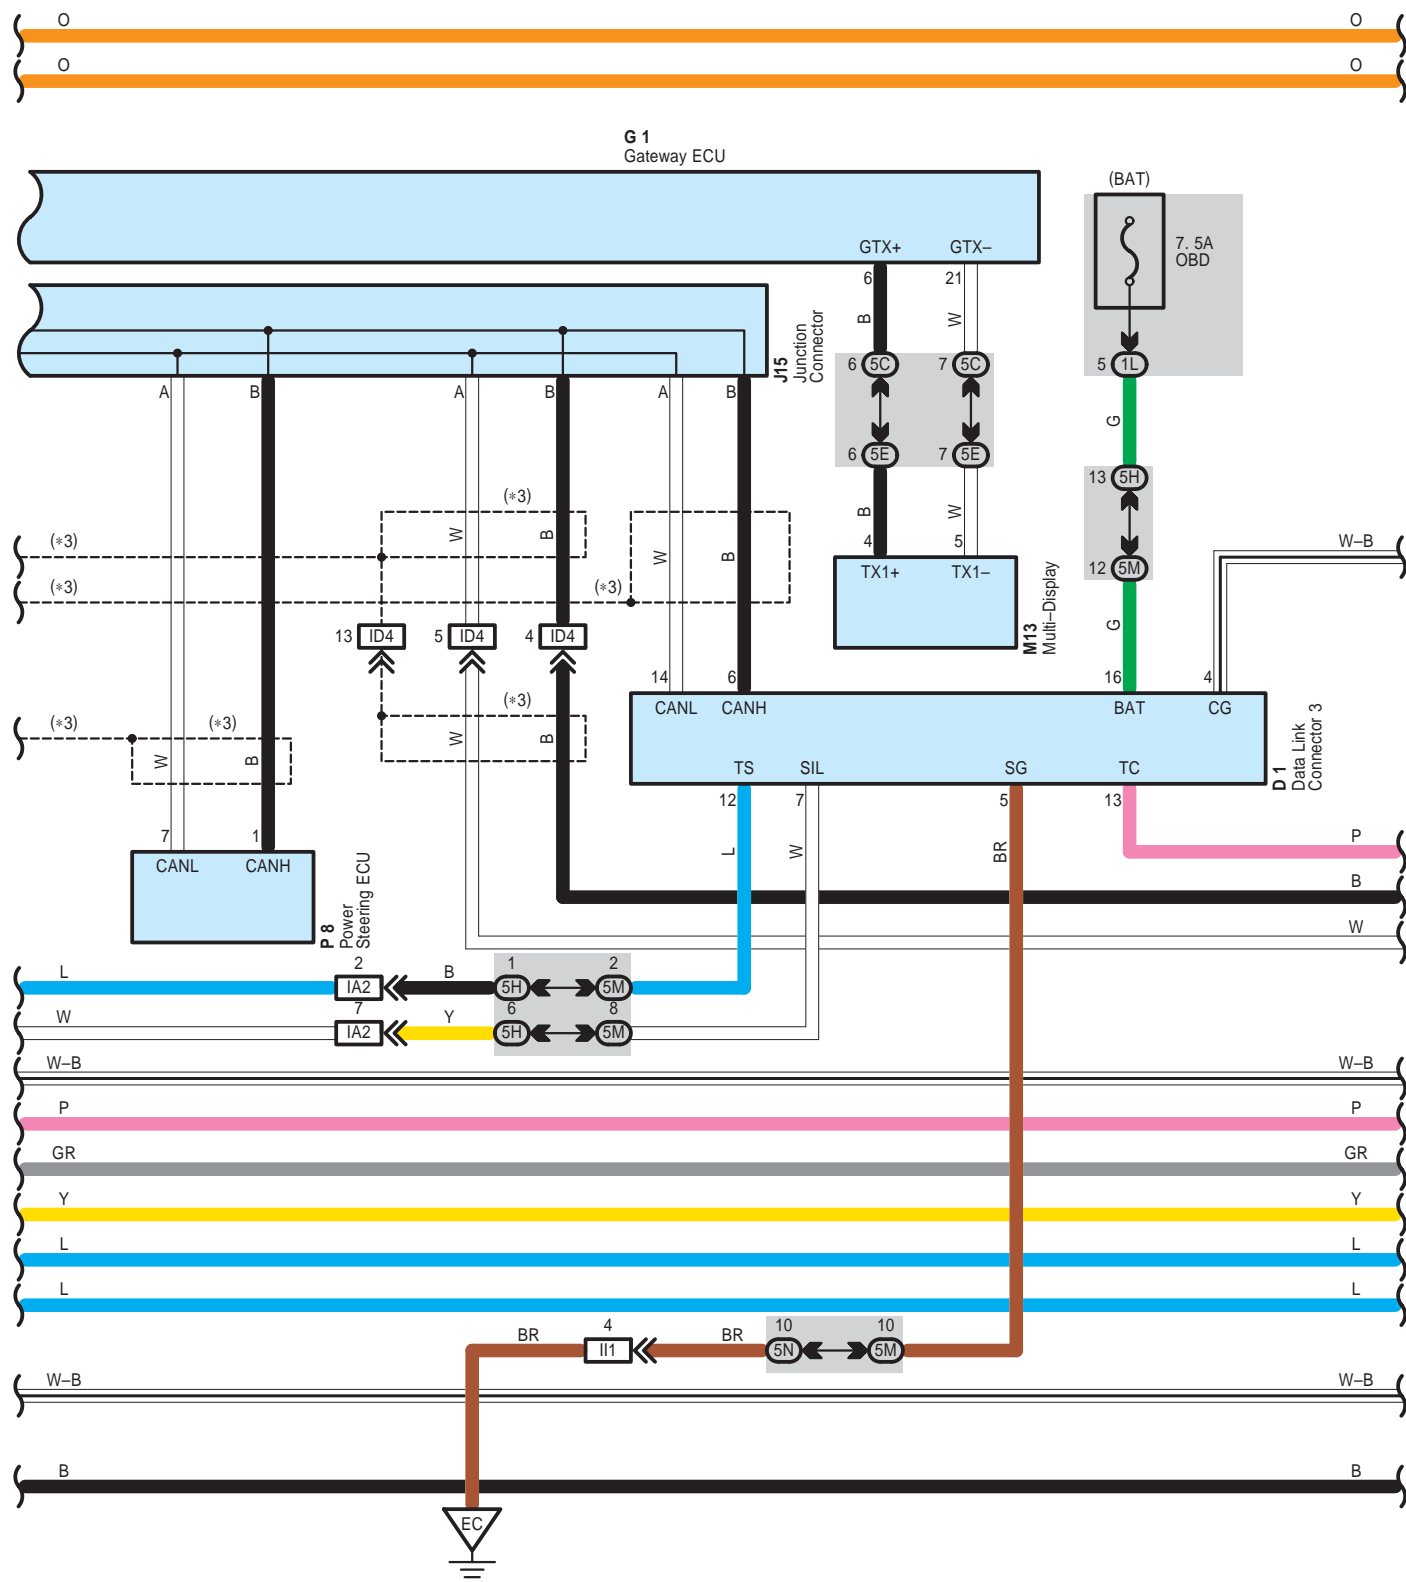 O O
O O
G 1
Gateway ECU
(BAT)
GTX+ GTX–
7. 5A
OBD
6 21
B W
J15
Junction
Connector
6 5C 7 5C 5 1L
A B A B A B
G
6 5E 7 5E 13 5H
(∗3)
B W
W B W B
(∗3) 4 5 W–B
TX1+ TX1– 12 5M
(∗3) (∗3)
M13
Multi–Display
G
13 ID4 5 ID4 4 ID4
14 6 16 4
CANL CANH BAT CG
(∗3)
(∗3) (∗3)
W B W B
TS SIL SG TC
D 1
Data Link
Connector 3
12 7 5 13
7 1
L W BR P
CANL CANH
B
P 8
Power
Steering ECU
W
L 2 B 1 2
IA2 5H 5M
W 7 Y 6 8
IA2 5H 5M
W–B W–B
P P
GR GR
Y Y
L L
L L
BR 4 BR 10 10
II1 5N 5M
W–B W–B
B B
EC